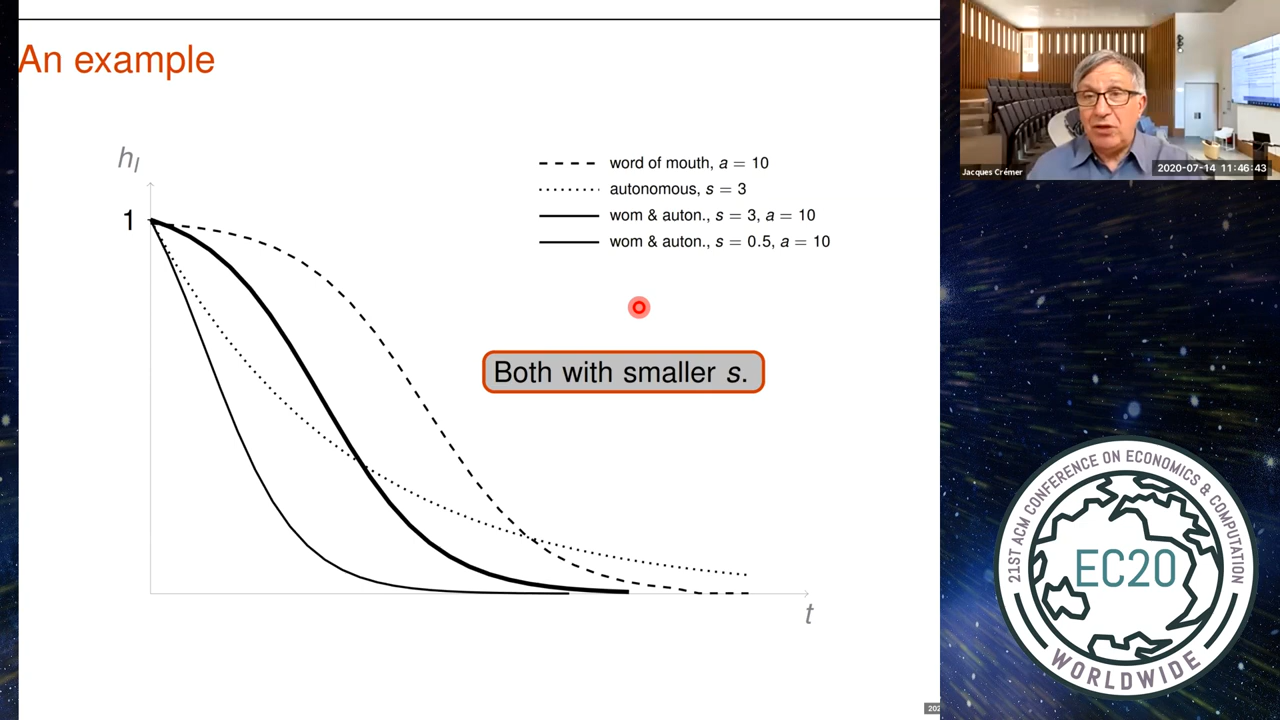 An example
h_l
1
word of mouth, a = 10
autonomous, s = 3
wom & auton., s = 3, a = 10
wom & auton., s = 0.5, a = 10
Both with smaller s.
t
202
Jacques Crémer
2020-07-14 11:46:43
21ST ACM CONFERENCE ON ECONOMICS & COMPUTATION
EC20
WORLDWIDE